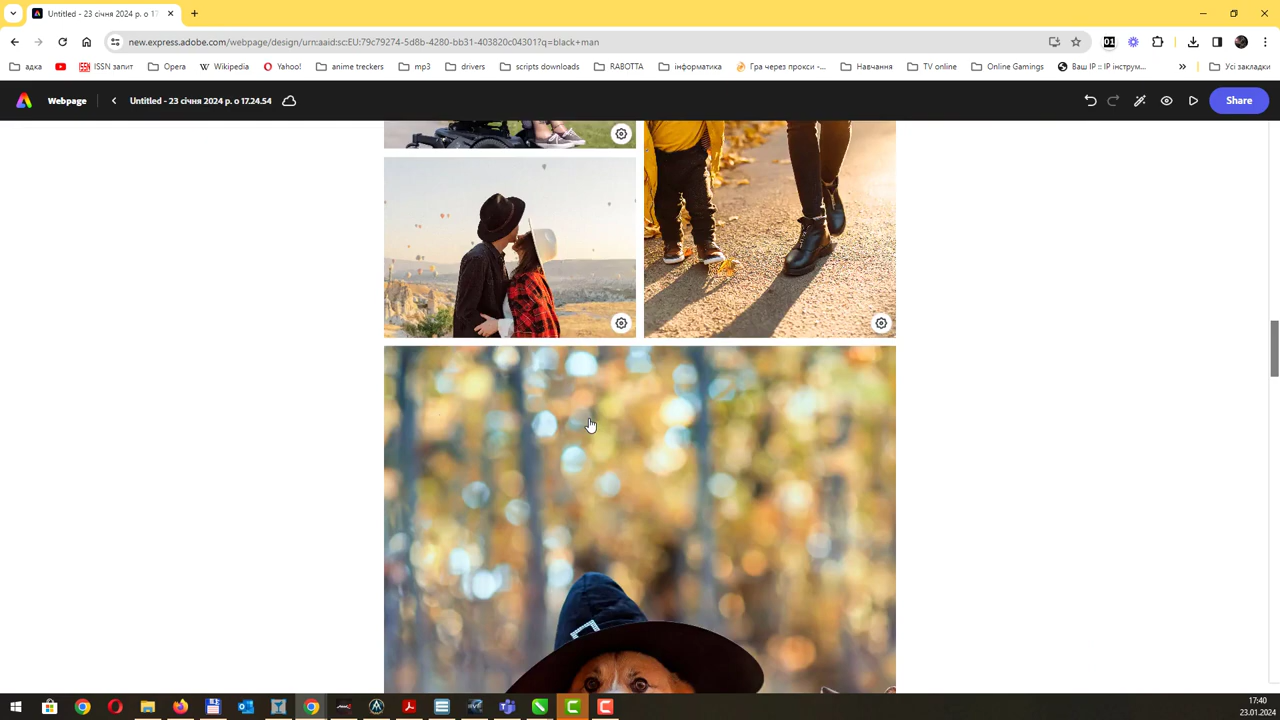 Untitled - 23 січня 2024 р. о 17
new.express.adobe.com/webpage/design/urn:aaid:sc:EU:79c79274-5d8b-4280-bb31-403820c04301?q=black+man
адка
ISSN запит
Opera
Wikipedia
Yahoo!
anime treckers
mp3
drivers
scripts downloads
RABOTTA
інформатика
Гра через прокси -...
Навчання
TV online
Online Gamings
Ваш IP :: IP інструм...
Усі закладки
Webpage
Untitled - 23 січня 2024 р. о 17.24.54
Share
17:40
23.01.2024